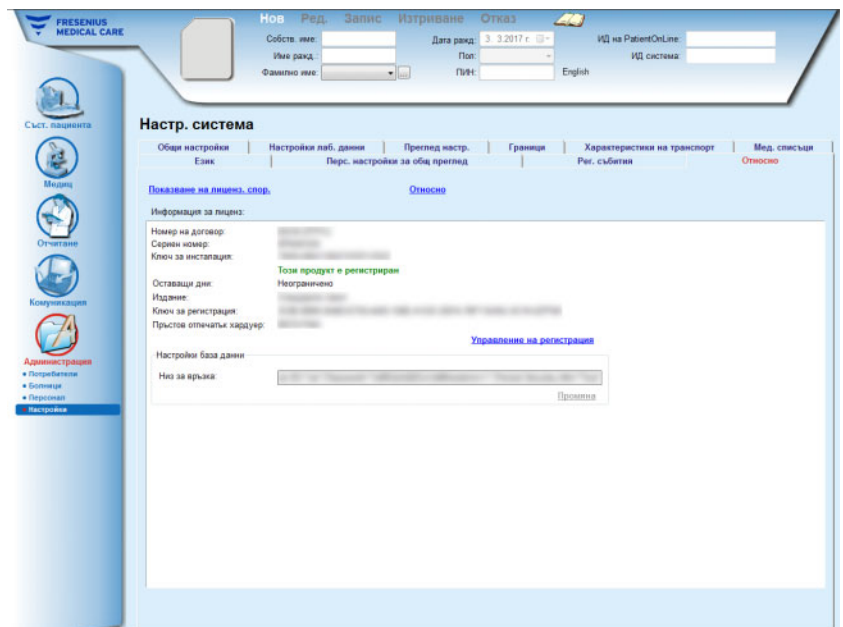 FRESENIUS
MEDICAL CARE
Нов Ред. Запис Изтриване Отказ
Собств. име: Дата ражд: 3. 3.2017 г. ИД на PatientOnLine:
Име ражд.: Пол: ИД система:
Фамилно име: ... ПИН: English
Съст. пациента
Медиц
Отчитане
Комуникация
Администрация
Потребители
Болници
Персонал
Настройки
Настр. система
Общи настройки Настройки лаб. данни Преглед настр. Граници Характеристики на транспорт Мед. списъци
Език Перс. настройки за общ преглед Рег. събития Относно
Показване на лиценз. спор. Относно
Информация за лиценз:
Номер на договор:
Сериен номер:
Ключ за инсталация:
Този продукт е регистриран
Оставащи дни: Неограничено
Издание:
Ключ за регистрация:
Пръстов отпечатък хардуер:
Управление на регистрация
Настройки база данни
Низ за връзка:
Промяна